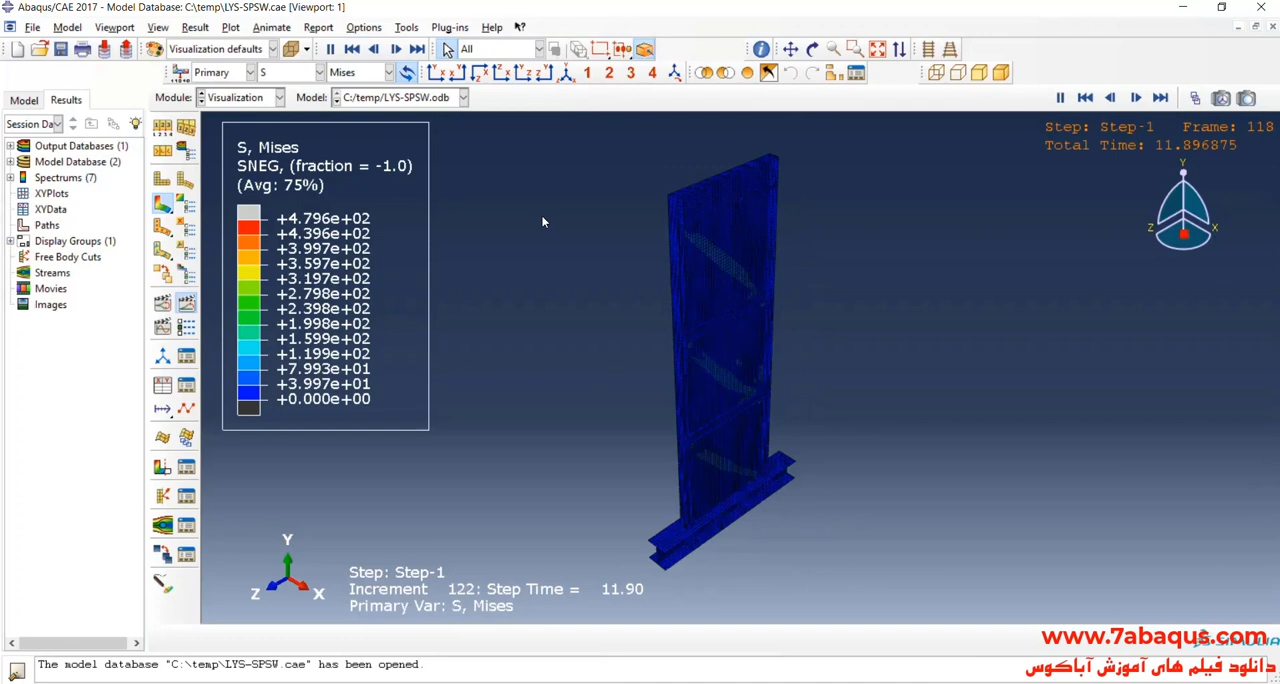 Abaqus/CAE 2017 - Model Database: C:\temp\LYS-SPSW.cae [Viewport: 1]
File Model Viewport View Result Plot Animate Report Options Tools Plug-ins Help
Visualization defaults All
Primary S Mises 1 2 3 4
Model Results Module: Visualization Model: C:/temp/LYS-SPSW.odb
Session Da
Output Databases (1)
Model Database (2)
Spectrums (7)
XYPlots
XYData
Paths
Display Groups (1)
Free Body Cuts
Streams
Movies
Images
S, Mises
SNEG, (fraction = -1.0)
(Avg: 75%)
+4.796e+02
+4.396e+02
+3.997e+02
+3.597e+02
+3.197e+02
+2.798e+02
+2.398e+02
+1.998e+02
+1.599e+02
+1.199e+02
+7.993e+01
+3.997e+01
+0.000e+00
Step: Step-1 Frame: 118
Total Time: 11.896875
Y
Z X
Y
Z X
Step: Step-1
Increment 122: Step Time = 11.90
Primary Var: S, Mises
www.7abaqus.com
دانلود فیلم های آموزش آباکوس
The model database "C:\temp\LYS-SPSW.cae" has been opened.